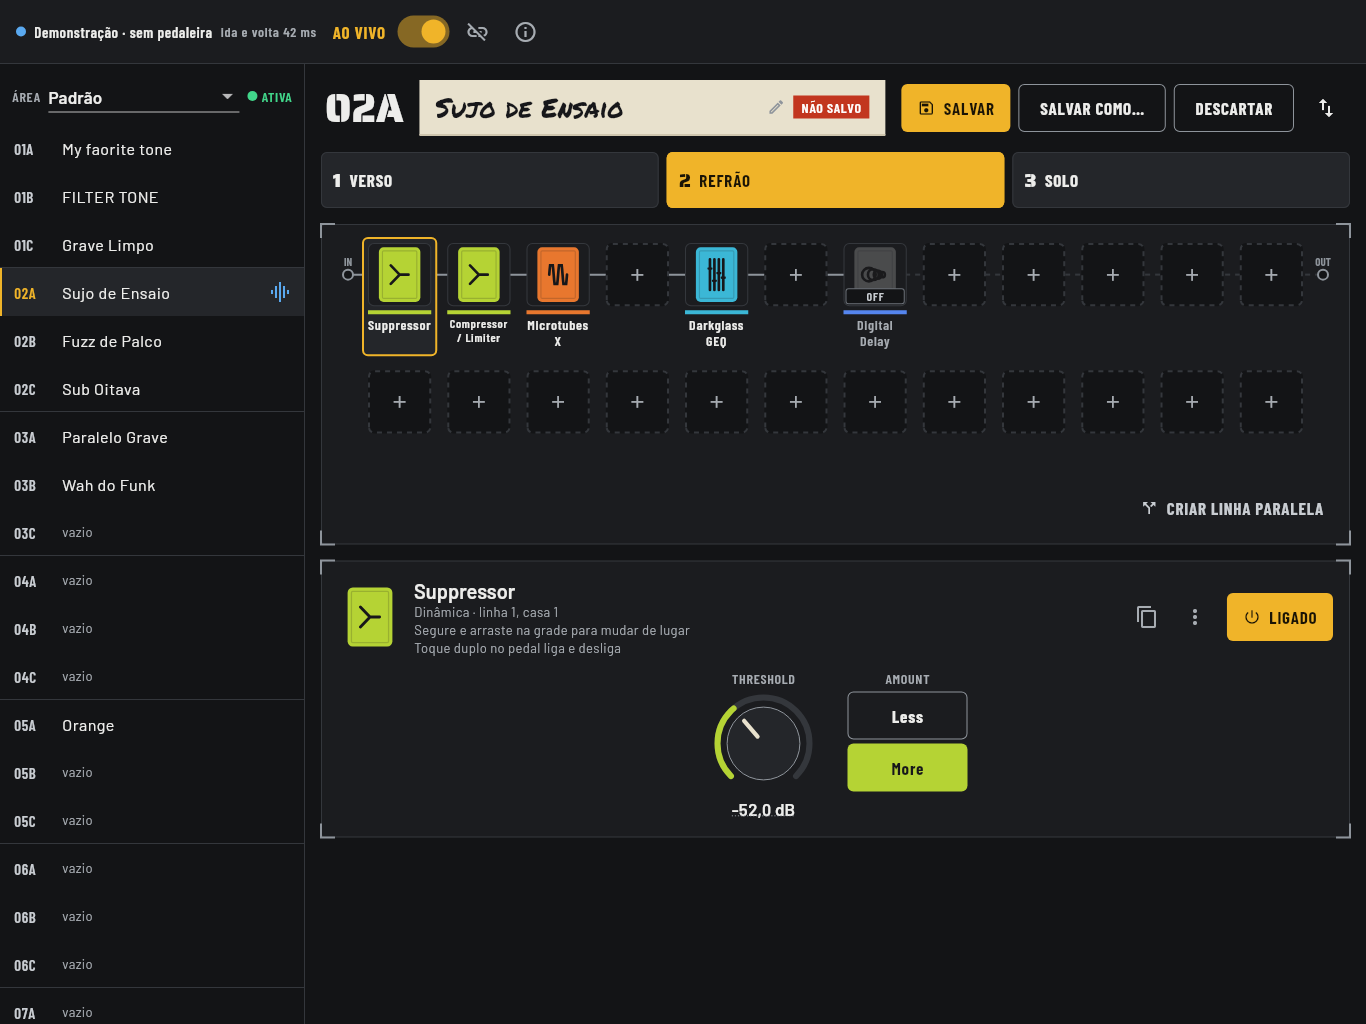 Demonstração · sem pedaleira Ida e volta 42 ms AO VIVO
ÁREA Padrão ATIVA
01A My faorite tone
01B FILTER TONE
01C Grave Limpo
02A Sujo de Ensaio
02B Fuzz de Palco
02C Sub Oitava
03A Paralelo Grave
03B Wah do Funk
03C vazio
04A vazio
04B vazio
04C vazio
05A Orange
05B vazio
05C vazio
06A vazio
06B vazio
06C vazio
07A vazio
02A Sujo de Ensaio NÃO SALVO SALVAR SALVAR COMO... DESCARTAR
1 VERSO 2 REFRÃO 3 SOLO
IN + + OFF + + + + + OUT
Suppressor Compressor / Limiter Microtubes X Darkglass GEQ Digital Delay
+ + + + + + + + + + + +
CRIAR LINHA PARALELA
Suppressor
Dinâmica · linha 1, casa 1
Segure e arraste na grade para mudar de lugar
Toque duplo no pedal liga e desliga
LIGADO
THRESHOLD AMOUNT
Less
More
-52,0 dB